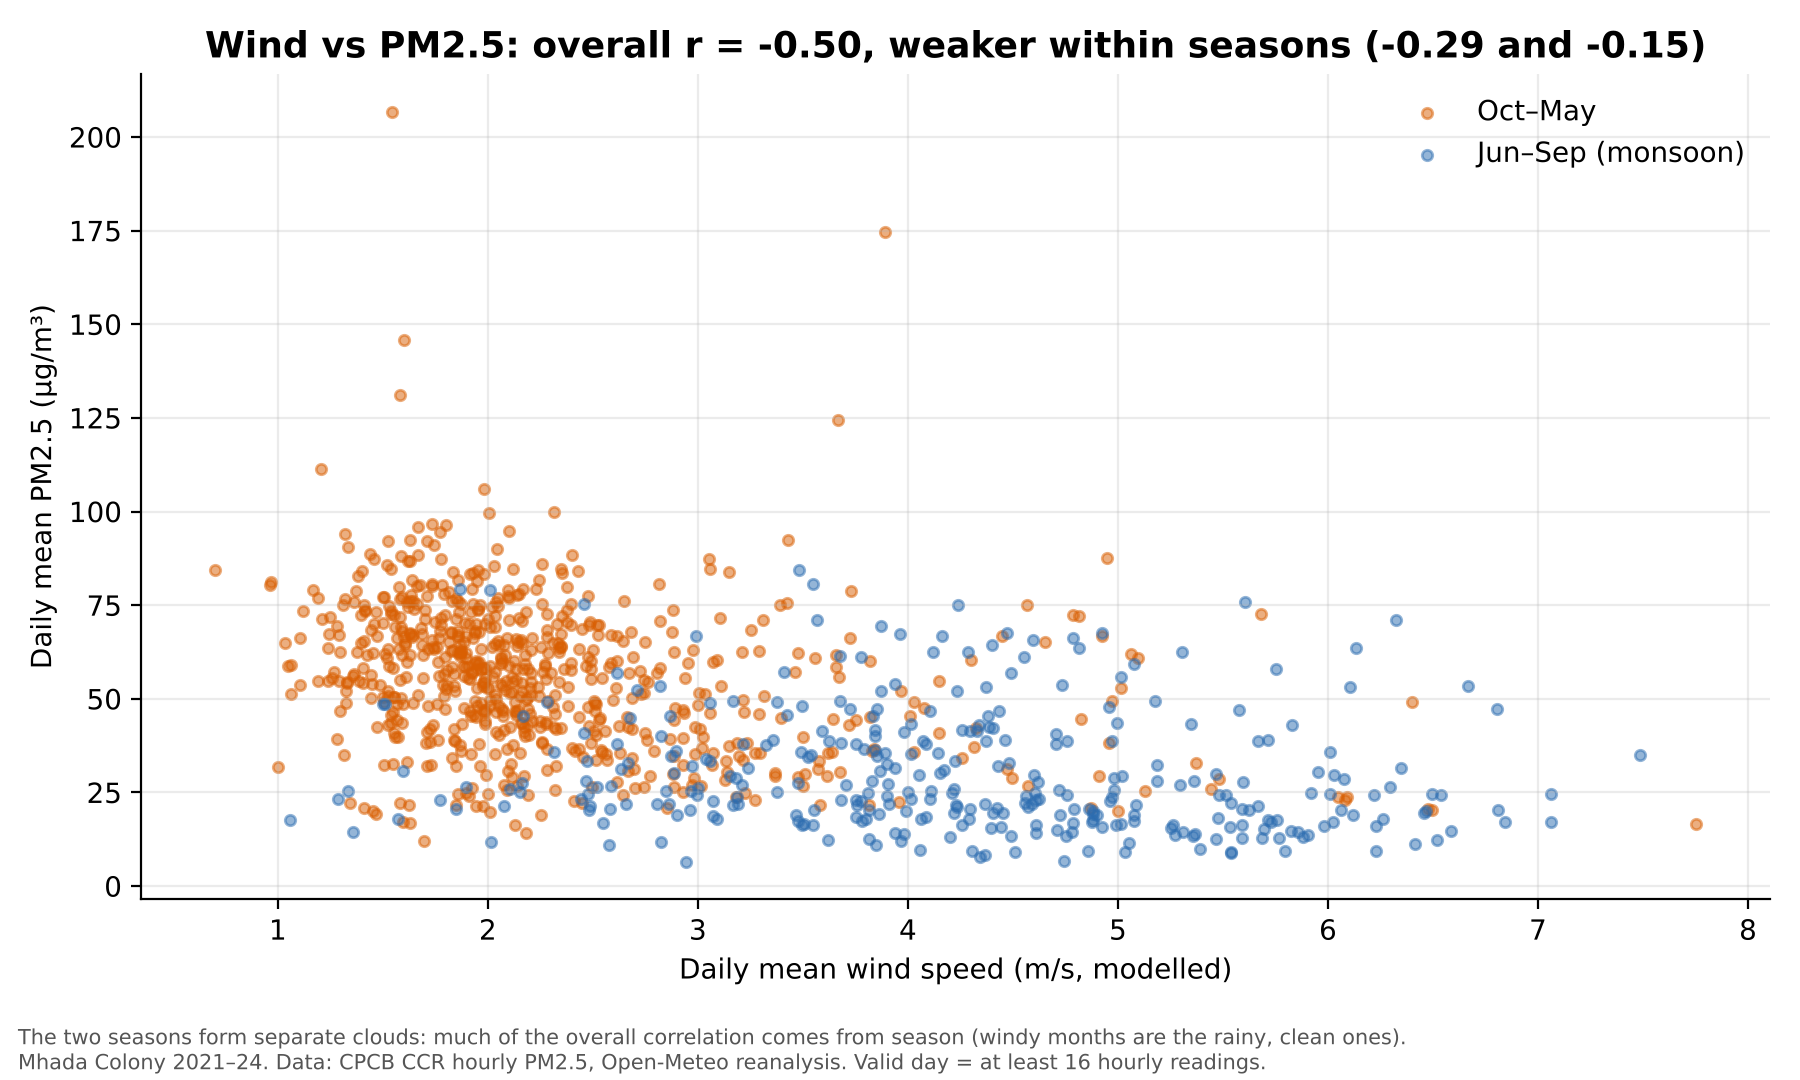 Wind vs PM2.5: overall r = -0.50, weaker within seasons (-0.29 and -0.15)
Oct–May
Jun–Sep (monsoon)
Daily mean PM2.5 (µg/m³)
200
175
150
125
100
75
50
25
0
1 2 3 4 5 6 7 8
Daily mean wind speed (m/s, modelled)
The two seasons form separate clouds: much of the overall correlation comes from season (windy months are the rainy, clean ones).
Mhada Colony 2021–24. Data: CPCB CCR hourly PM2.5, Open-Meteo reanalysis. Valid day = at least 16 hourly readings.